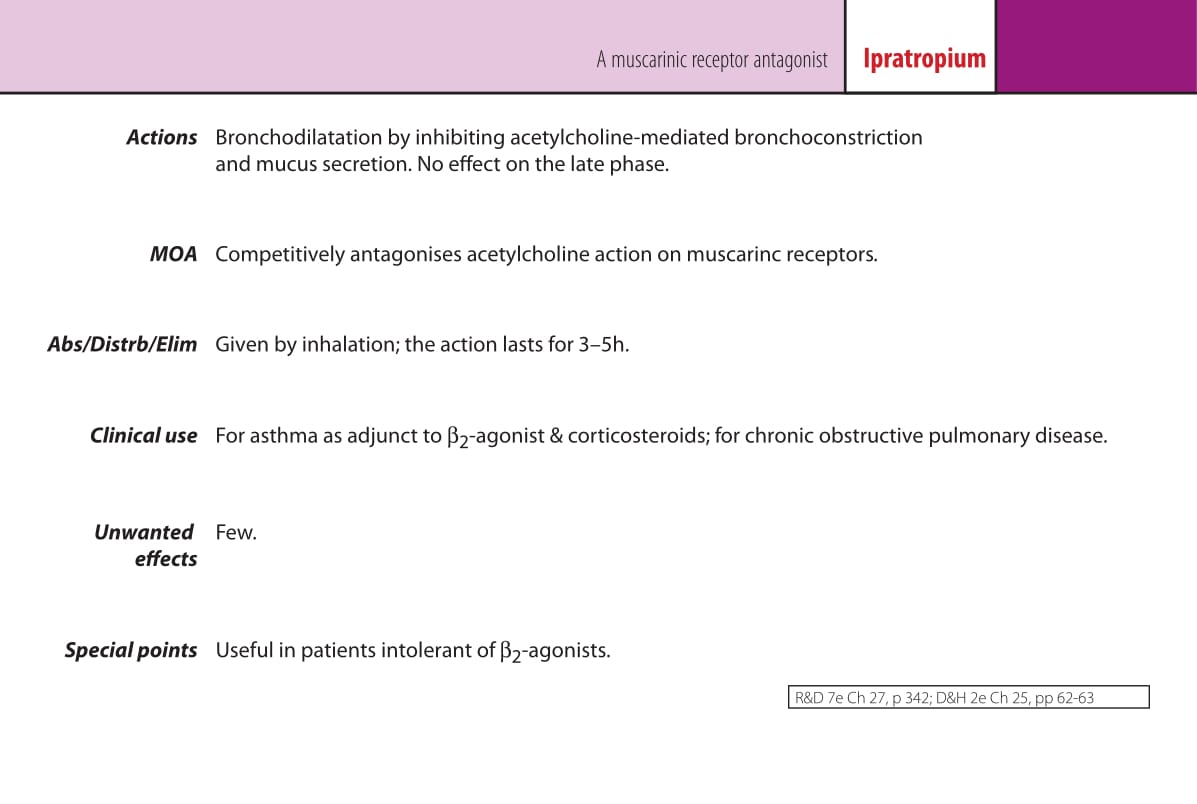 A muscarinic receptor antagonist Ipratropium
Actions Bronchodilatation by inhibiting acetylcholine-mediated bronchoconstriction
and mucus secretion. No effect on the late phase.
MOA Competitively antagonises acetylcholine action on muscarinc receptors.
Abs/Distrb/Elim Given by inhalation; the action lasts for 3–5h.
Clinical use For asthma as adjunct to β₂-agonist & corticosteroids; for chronic obstructive pulmonary disease.
Unwanted Few.
effects
Special points Useful in patients intolerant of β₂-agonists.
R&D 7e Ch 27, p 342; D&H 2e Ch 25, pp 62-63